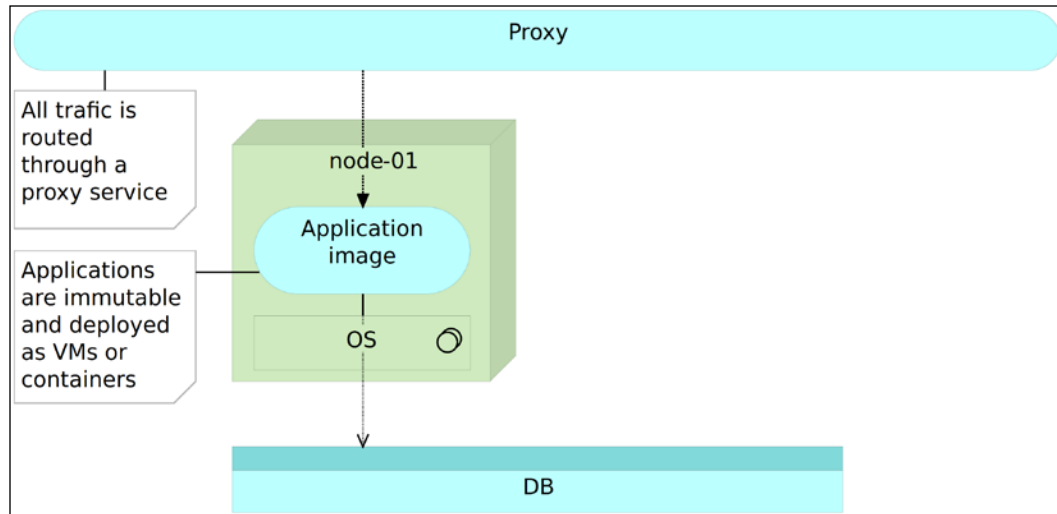 Proxy
All trafic is
routed
through a
proxy service
node-01
Application
image
Applications
are immutable
and deployed
as VMs or
containers
OS
DB